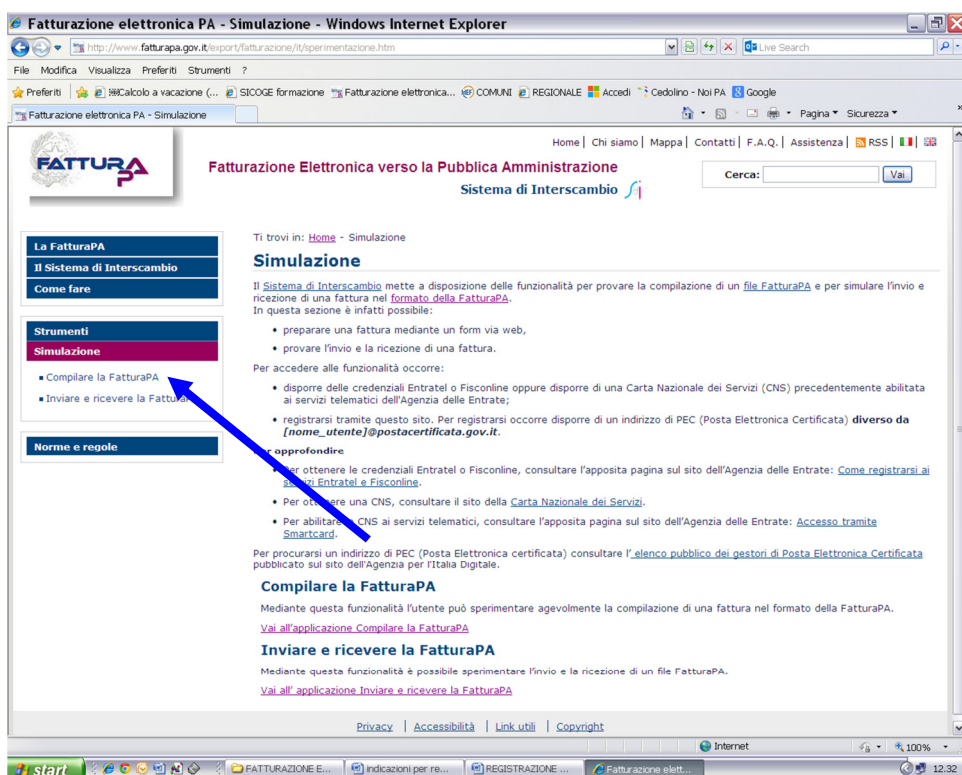 Fatturazione elettronica PA - Simulazione - Windows Internet Explorer
http://www.fatturapa.gov.it/export/fatturazione/it/sperimentazione.htm
Live Search
File Modifica Visualizza Preferiti Strumenti ?
Preferiti
Calcolo a vacazione (...
SICOGE formazione
Fatturazione elettronica...
COMUNI
REGIONALE
Accedi
Cedolino - Noi PA
Google
Fatturazione elettronica PA - Simulazione
Pagina
Sicurezza
Home | Chi siamo | Mappa | Contatti | F.A.Q. | Assistenza | RSS |
FATTURA
PA
Fatturazione Elettronica verso la Pubblica Amministrazione
Sistema di Interscambio
Cerca:
Vai
La FatturaPA
Il Sistema di Interscambio
Come fare
Strumenti
Simulazione
Compilare la FatturaPA
Inviare e ricevere la
Norme e regole
Ti trovi in: Home - Simulazione
Simulazione
Il Sistema di Interscambio mette a disposizione delle funzionalità per provare la compilazione di un file FatturaPA e per simulare l'invio e
ricezione di una fattura nel formato della FatturaPA.
In questa sezione è infatti possibile:
• preparare una fattura mediante un form via web,
• provare l'invio e la ricezione di una fattura.
Per accedere alle funzionalità occorre:
• disporre delle credenziali Entratel o Fisconline oppure disporre di una Carta Nazionale dei Servizi (CNS) precedentemente abilitata
ai servizi telematici dell'Agenzia delle Entrate;
• registrarsi tramite questo sito. Per registrarsi occorre disporre di un indirizzo di PEC (Posta Elettronica Certificata) diverso da
[nome_utente]@postacertificata.gov.it.
Per approfondire
• Per ottenere le credenziali Entratel o Fisconline, consultare l'apposita pagina sul sito dell'Agenzia delle Entrate: Come registrarsi ai
servizi Entratel e Fisconline.
• Per ottenere una CNS, consultare il sito della Carta Nazionale dei Servizi.
• Per abilitare la CNS ai servizi telematici, consultare l'apposita pagina sul sito dell'Agenzia delle Entrate: Accesso tramite
Smartcard.
Per procurarsi un indirizzo di PEC (Posta Elettronica certificata) consultare l' elenco pubblico dei gestori di Posta Elettronica Certificata
pubblicato sul sito dell'Agenzia per l'Italia Digitale.
Compilare la FatturaPA
Mediante questa funzionalità l'utente può sperimentare agevolmente la compilazione di una fattura nel formato della FatturaPA.
Vai all'applicazione Compilare la FatturaPA
Inviare e ricevere la FatturaPA
Mediante questa funzionalità è possibile sperimentare l'invio e la ricezione di un file FatturaPA.
Vai all' applicazione Inviare e ricevere la FatturaPA
Privacy | Accessibilità | Link utili | Copyright
Internet
100%
start
FATTURAZIONE E...
indicazioni per re...
REGISTRAZIONE ...
Fatturazione elett...
12.32